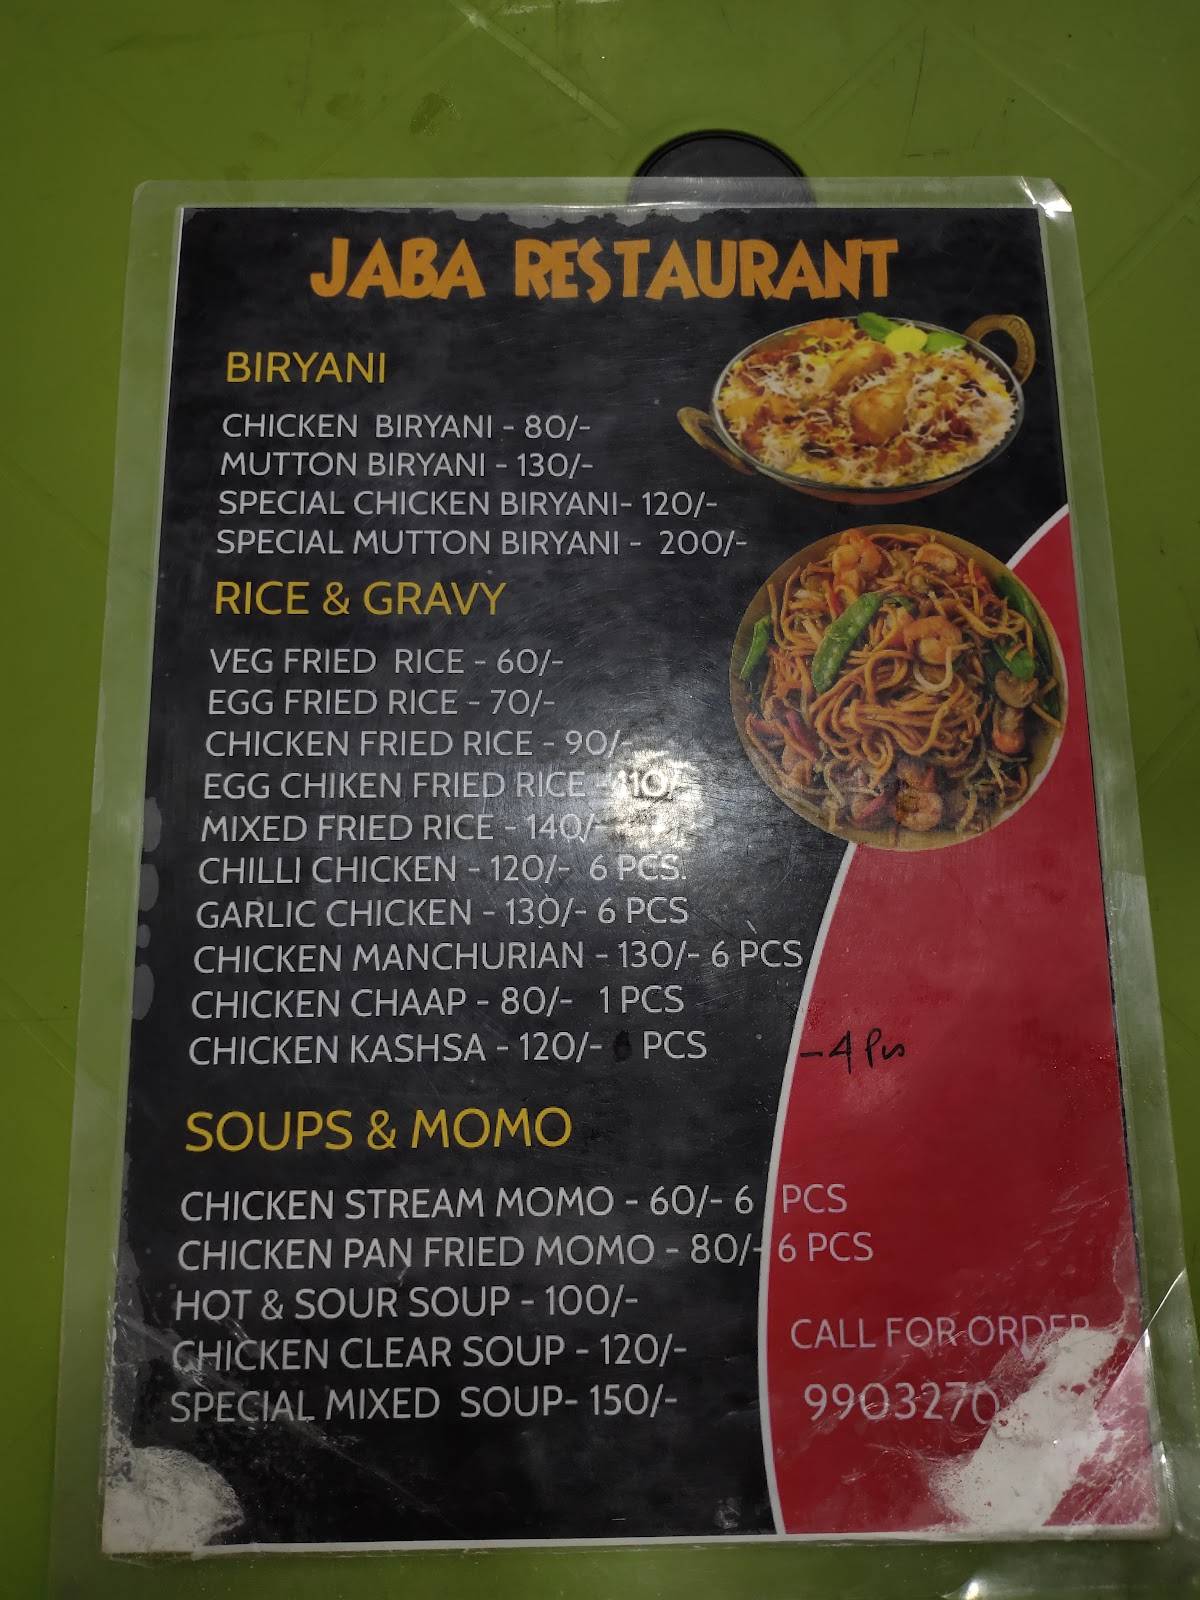 JABA RESTAURANT
BIRYANI
CHICKEN BIRYANI - 80/-
MUTTON BIRYANI - 130/-
SPECIAL CHICKEN BIRYANI- 120/-
SPECIAL MUTTON BIRYANI - 200/-
RICE & GRAVY
VEG FRIED RICE - 60/-
EGG FRIED RICE - 70/-
CHICKEN FRIED RICE - 90/-
EGG CHIKEN FRIED RICE - 110/-
MIXED FRIED RICE - 140/-
CHILLI CHICKEN - 120/- 6 PCS.
GARLIC CHICKEN - 130/- 6 PCS
CHICKEN MANCHURIAN - 130/- 6 PCS
CHICKEN CHAAP - 80/- 1 PCS
CHICKEN KASHSA - 120/- PCS - 4 Pcs
SOUPS & MOMO
CHICKEN STREAM MOMO - 60/- 6 PCS
CHICKEN PAN FRIED MOMO - 80/- 6 PCS
HOT & SOUR SOUP - 100/-
CHICKEN CLEAR SOUP - 120/-
SPECIAL MIXED SOUP- 150/-
CALL FOR ORDER
9903270